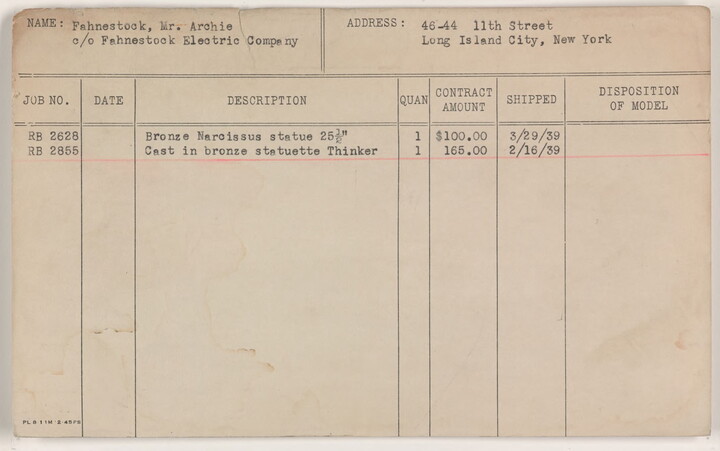 NAME: Fahnestock, Mr. Archie
c/o Fahnestock Electric Company
ADDRESS: 46-44 11th Street
Long Island City, New York
JOB NO. DATE DESCRIPTION QUAN CONTRACT AMOUNT SHIPPED DISPOSITION OF MODEL
RB 2628 Bronze Narcissus statue 25½" 1 $100.00 3/29/39
RB 2855 Cast in bronze statuette Thinker 1 165.00 2/16/39